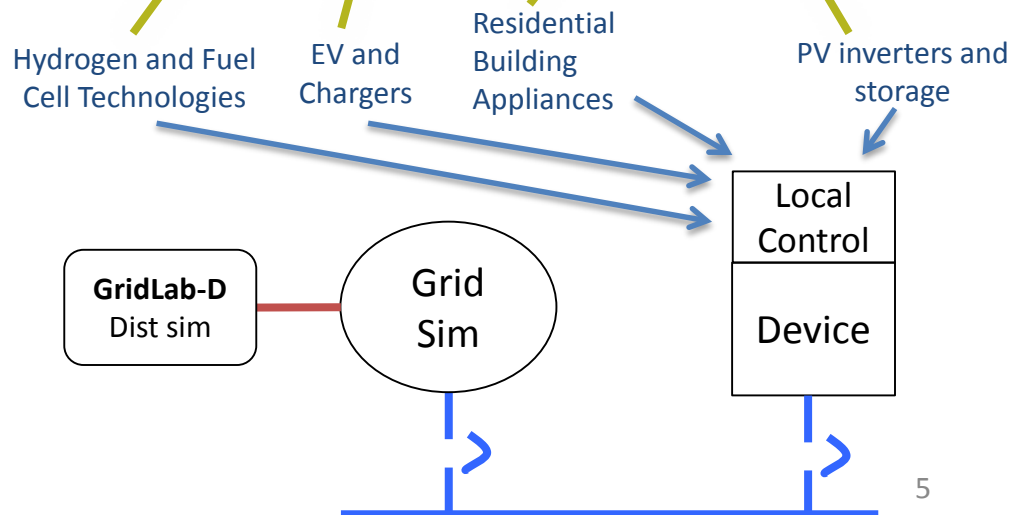 Hydrogen and Fuel
Cell Technologies
EV and
Chargers
Residential
Building
Appliances
PV inverters and
storage
Local
Control
Device
GridLab-D
Dist sim
Grid
Sim
5